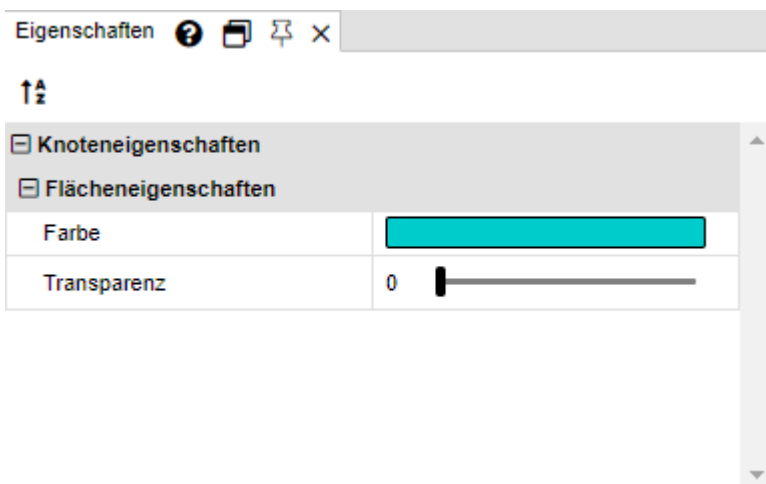 Eigenschaften
Knoteneigenschaften
Flächeneigenschaften
Farbe
Transparenz 0